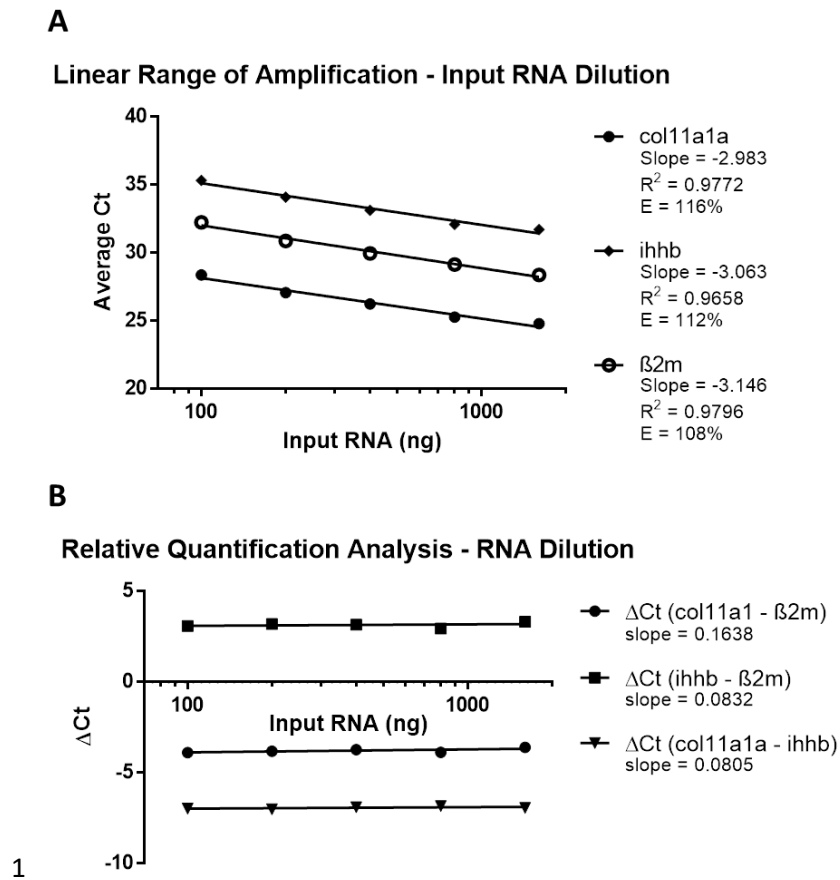 A
Linear Range of Amplification - Input RNA Dilution
40
35
30
25
20
Average Ct
100
1000
Input RNA (ng)
col11a1a
Slope = -2.983
R² = 0.9772
E = 116%
ihhb
Slope = -3.063
R² = 0.9658
E = 112%
ß2m
Slope = -3.146
R² = 0.9796
E = 108%
B
Relative Quantification Analysis - RNA Dilution
5
0
-5
-10
ΔCt
100
1000
Input RNA (ng)
ΔCt (col11a1 - ß2m)
slope = 0.1638
ΔCt (ihhb - ß2m)
slope = 0.0832
ΔCt (col11a1a - ihhb)
slope = 0.0805
1